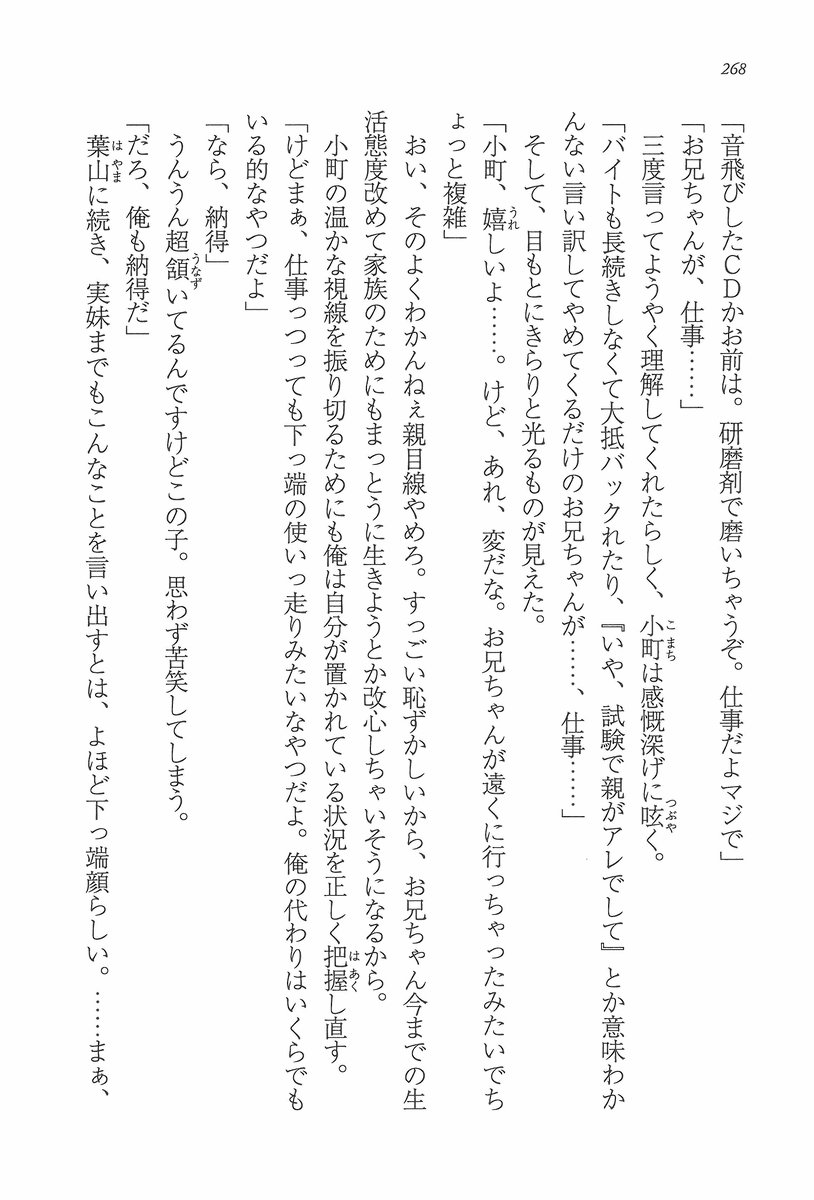 268
「音飛びしたCDかお前は。研磨剤で磨いちゃうぞ。仕事だよマジで」
「お兄ちゃんが、仕事……」
三度言ってようやく理解してくれたらしく、小町は感慨深げに呟く。
「バイトも長続きしなくて大抵バックれたり、『いや、試験で親がアレでして』とか意味わか
んない言い訳してやめてくるだけのお兄ちゃんが……、仕事……」
そして、目もとにきらりと光るものが見えた。
「小町、嬉しいよ……。けど、あれ、変だな。お兄ちゃんが遠くに行っちゃったみたいでち
ょっと複雑」
おい、そのよくわかんねぇ親目線やめろ。すっごい恥ずかしいから、お兄ちゃん今までの生
活態度改めて家族のためにもまっとうに生きようとか改心しちゃいそうになるから。
小町の温かな視線を振り切るためにも俺は自分が置かれている状況を正しく把握し直す。
「けどまぁ、仕事っつっても下っ端の使いっ走りみたいなやつだよ。俺の代わりはいくらでも
いる的なやつだよ」
「なら、納得」
うんうん超頷いてるんですけどこの子。思わず苦笑してしまう。
「だろ、俺も納得だ」
葉山に続き、実妹までもこんなことを言い出すとは、よほど下っ端顔らしい。……まぁ、